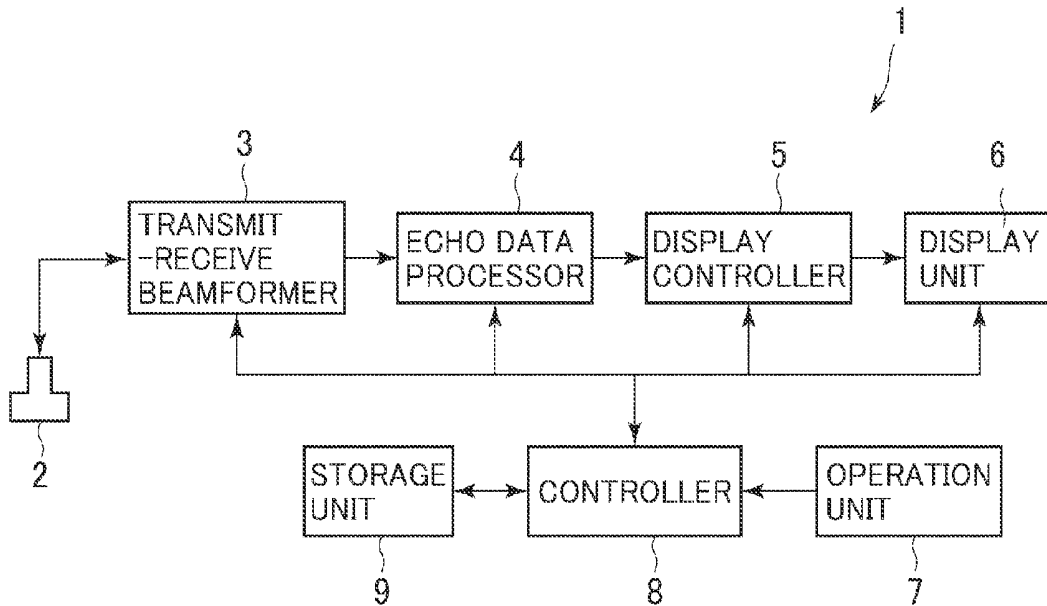 1
3
4
5
6
TRANSMIT
-RECEIVE
BEAMFORMER
ECHO DATA
PROCESSOR
DISPLAY
CONTROLLER
DISPLAY
UNIT
2
STORAGE
UNIT
CONTROLLER
OPERATION
UNIT
9
8
7